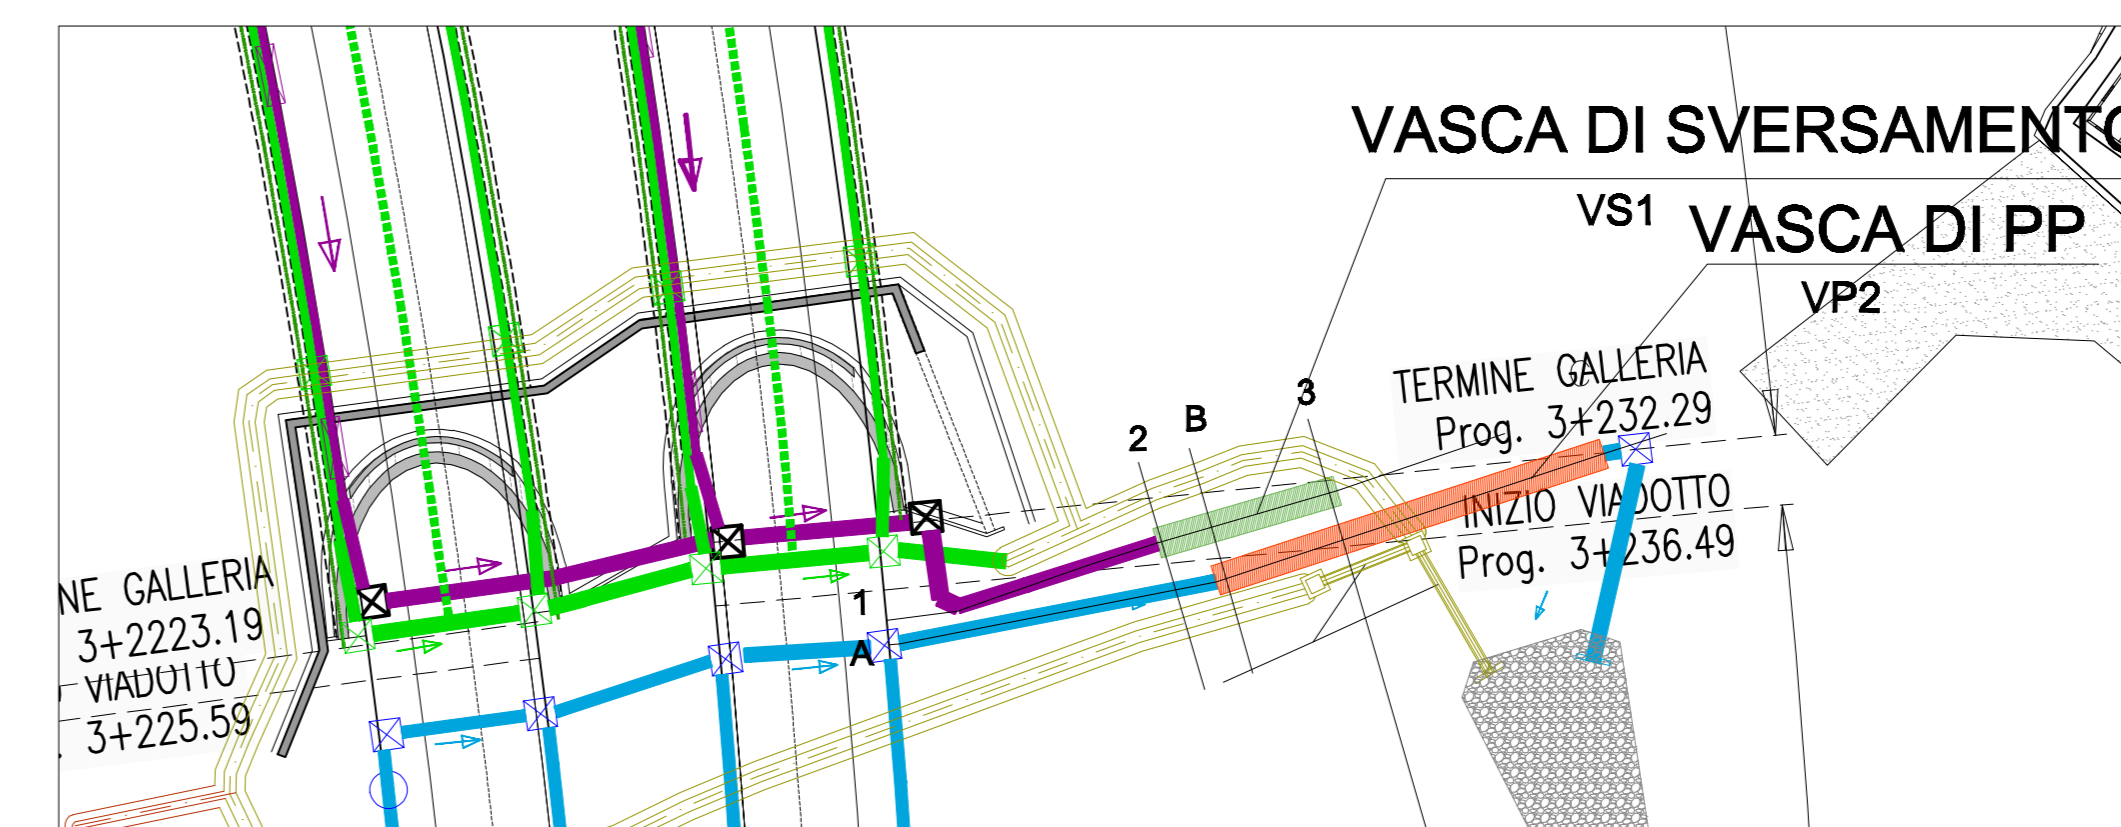 VASCA DI SVERSAMENTO
VS1
VASCA DI PP
VP2
TERMINE GALLERIA
Prog. 3+232.29
INIZIO VIADOTTO
Prog. 3+236.49
2
B
3
1
A
NE GALLERIA
3+2223.19
VIADOTTO
. 3+225.59